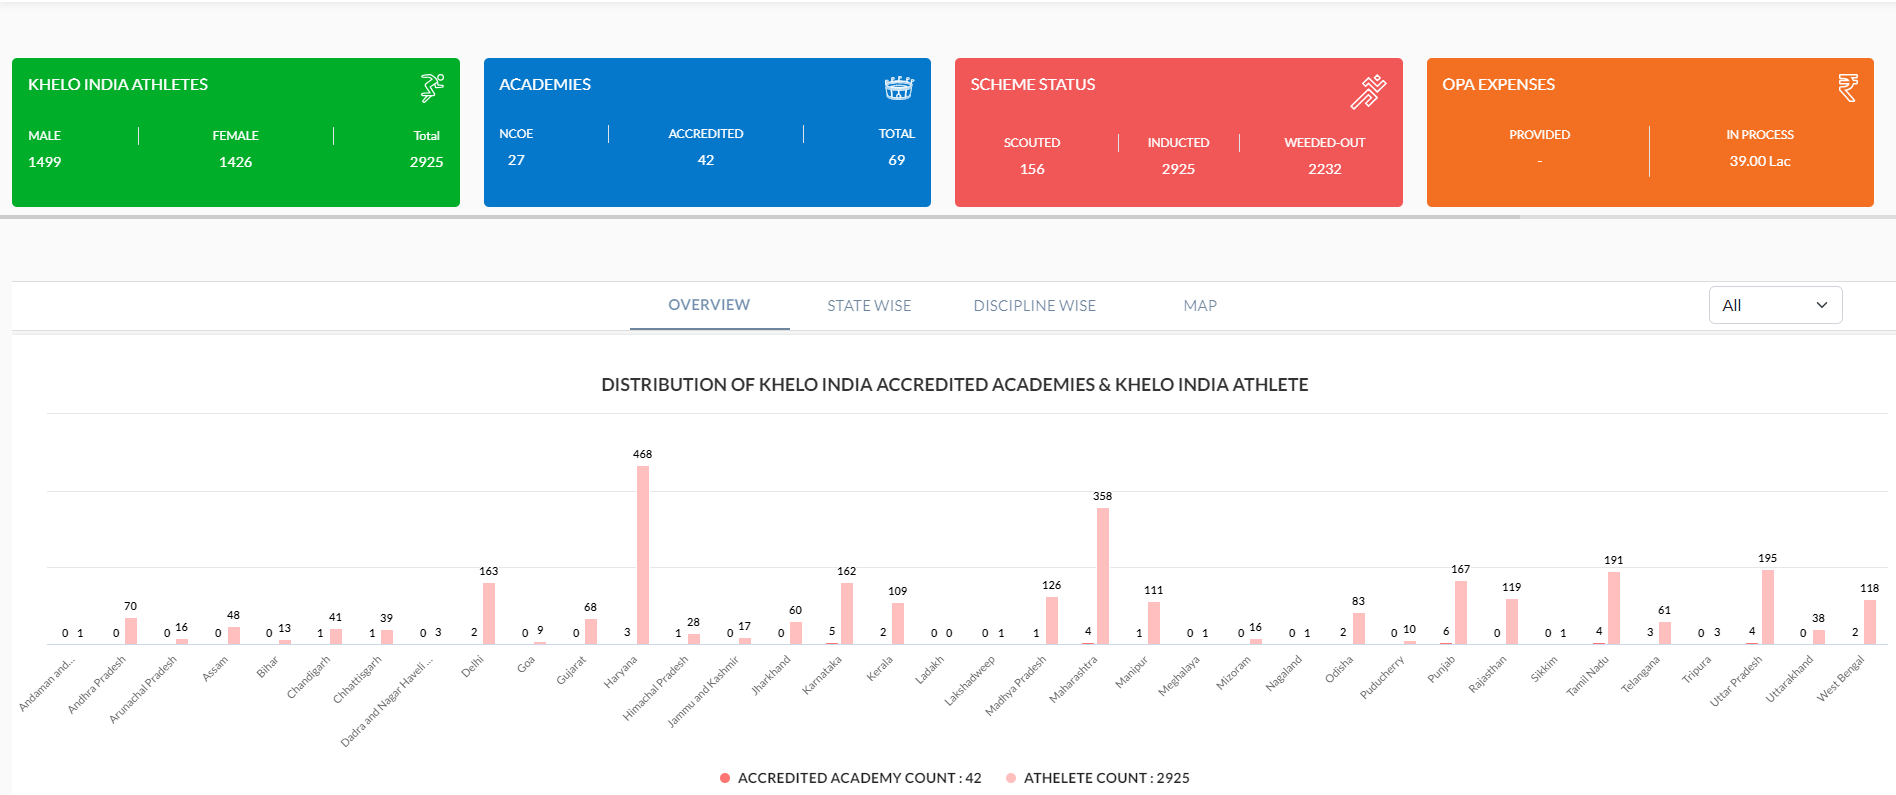 KHELO INDIA ATHLETES
MALE FEMALE Total
1499 1426 2925
ACADEMIES
NCOE ACCREDITED TOTAL
27 42 69
SCHEME STATUS
SCOUTED INDUCTED WEEDED-OUT
156 2925 2232
OPA EXPENSES
PROVIDED IN PROCESS
- 39.00 Lac
OVERVIEW STATE WISE DISCIPLINE WISE MAP All
DISTRIBUTION OF KHELO INDIA ACCREDITED ACADEMIES & KHELO INDIA ATHLETE
0 1 Andaman and...
0 70 Andhra Pradesh
0 16 Arunachal Pradesh
0 48 Assam
0 13 Bihar
1 41 Chandigarh
1 39 Chhattisgarh
0 3 Dadra and Nagar Haveli ...
2 163 Delhi
0 9 Goa
0 68 Gujarat
3 468 Haryana
1 28 Himachal Pradesh
0 17 Jammu and Kashmir
0 60 Jharkhand
5 162 Karnataka
2 109 Kerala
0 0 Ladakh
0 1 Lakshadweep
1 126 Madhya Pradesh
4 358 Maharashtra
1 111 Manipur
0 1 Meghalaya
0 16 Mizoram
0 1 Nagaland
2 83 Odisha
0 10 Puducherry
6 167 Punjab
0 119 Rajasthan
0 1 Sikkim
4 191 Tamil Nadu
3 61 Telangana
0 3 Tripura
4 195 Uttar Pradesh
0 38 Uttarakhand
2 118 West Bengal
ACCREDITED ACADEMY COUNT : 42 ATHELETE COUNT : 2925